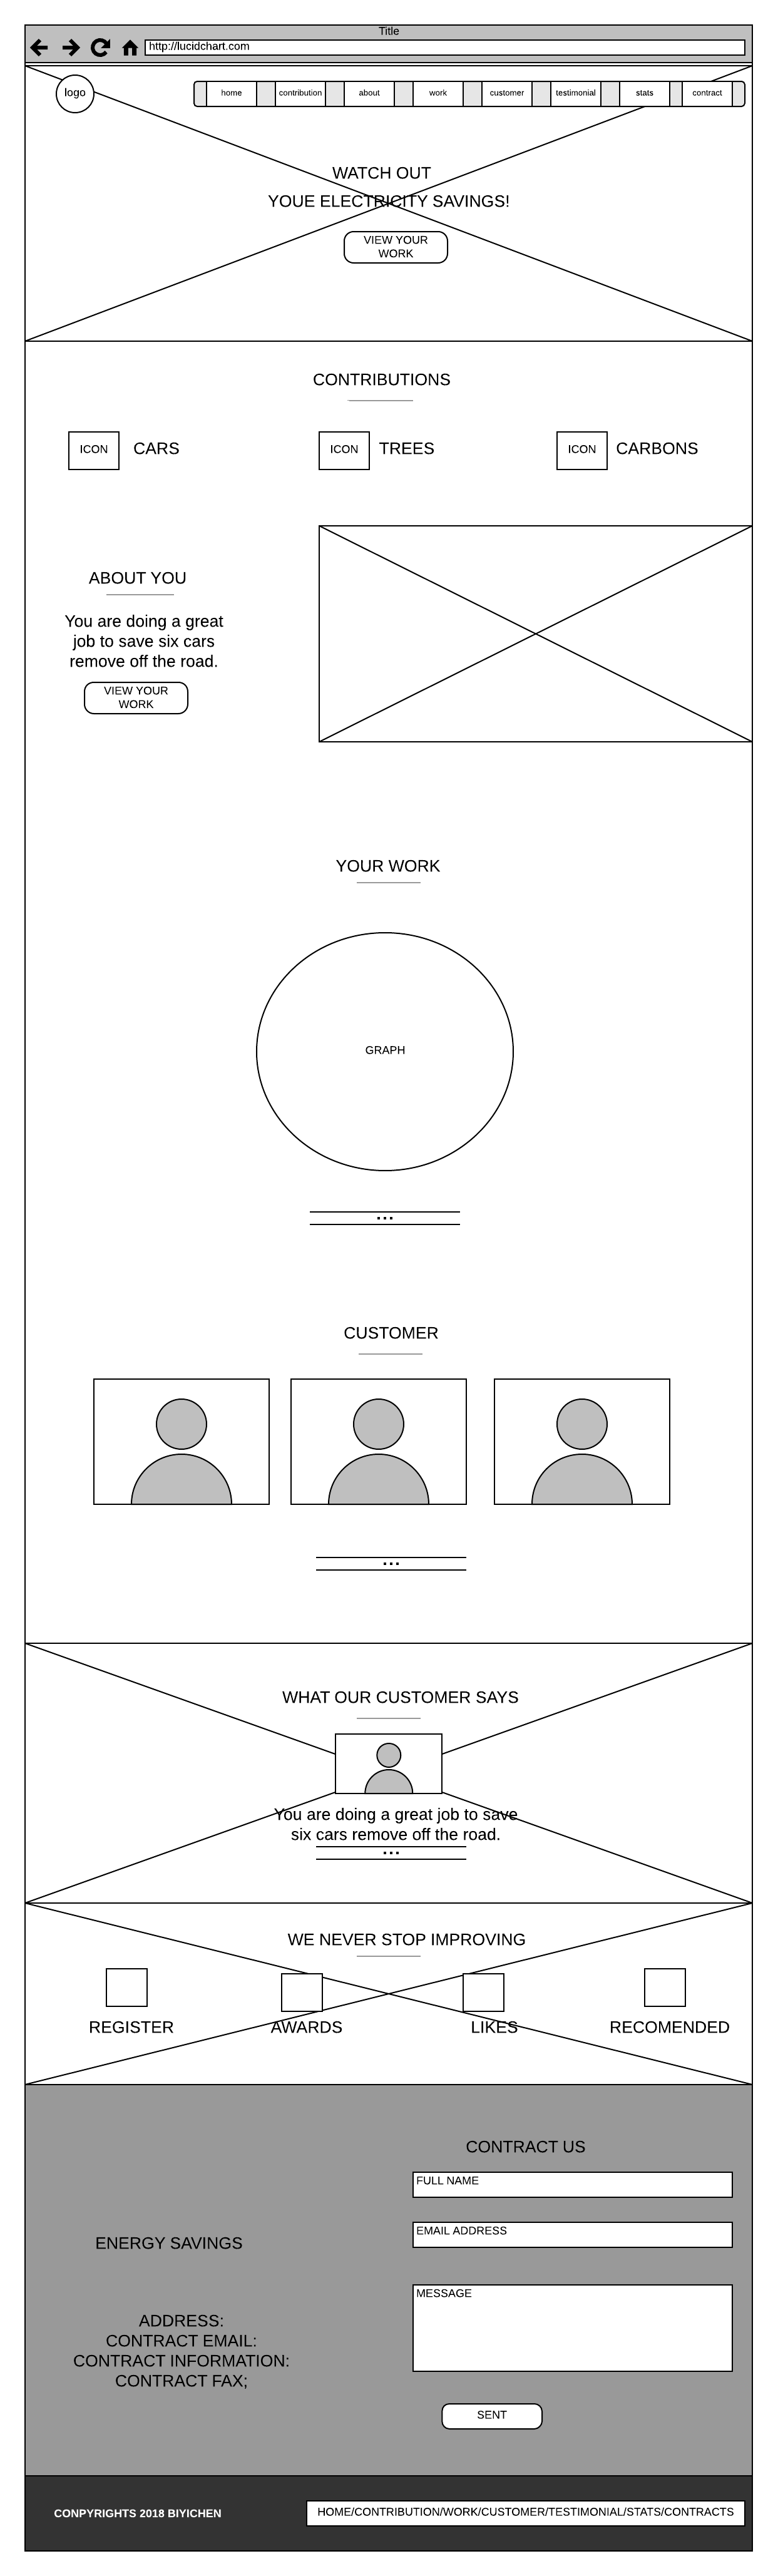 Title
http://lucidchart.com
logo
home contribution about work customer testimonial stats contract
WATCH OUT
YOUE ELECTRICITY SAVINGS!
VIEW YOUR
WORK
CONTRIBUTIONS
ICON CARS ICON TREES ICON CARBONS
ABOUT YOU
You are doing a great
job to save six cars
remove off the road.
VIEW YOUR
WORK
YOUR WORK
GRAPH
...
CUSTOMER
...
WHAT OUR CUSTOMER SAYS
You are doing a great job to save
six cars remove off the road.
...
WE NEVER STOP IMPROVING
REGISTER AWARDS LIKES RECOMENDED
CONTRACT US
FULL NAME
EMAIL ADDRESS
MESSAGE
SENT
ENERGY SAVINGS
ADDRESS:
CONTRACT EMAIL:
CONTRACT INFORMATION:
CONTRACT FAX;
CONPYRIGHTS 2018 BIYICHEN
HOME/CONTRIBUTION/WORK/CUSTOMER/TESTIMONIAL/STATS/CONTRACTS